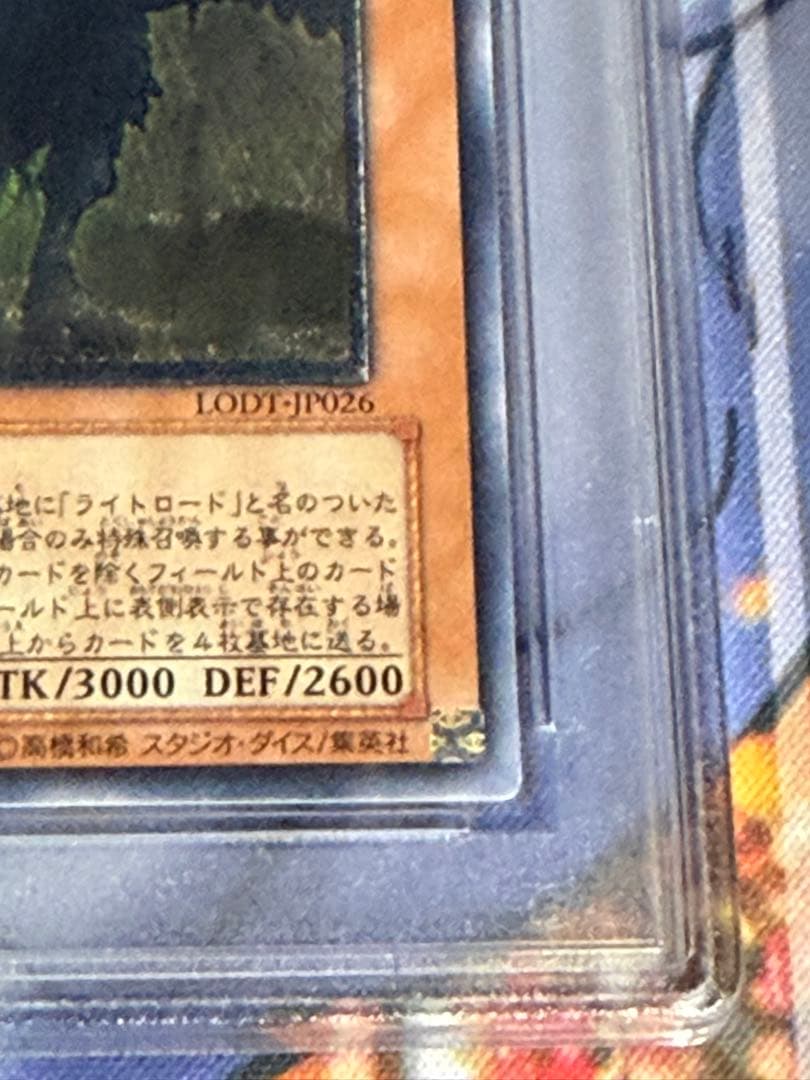 LODT-JP026
地に「ライトロード」と名のついた
場合のみ特殊召喚する事ができる。
カードを除くフィールド上のカード
ールド上に表側表示で存在する場
上からカードを4枚墓地に送る。
TK/3000 DEF/2600
高橋和希 スタジオ・ダイス/集英社